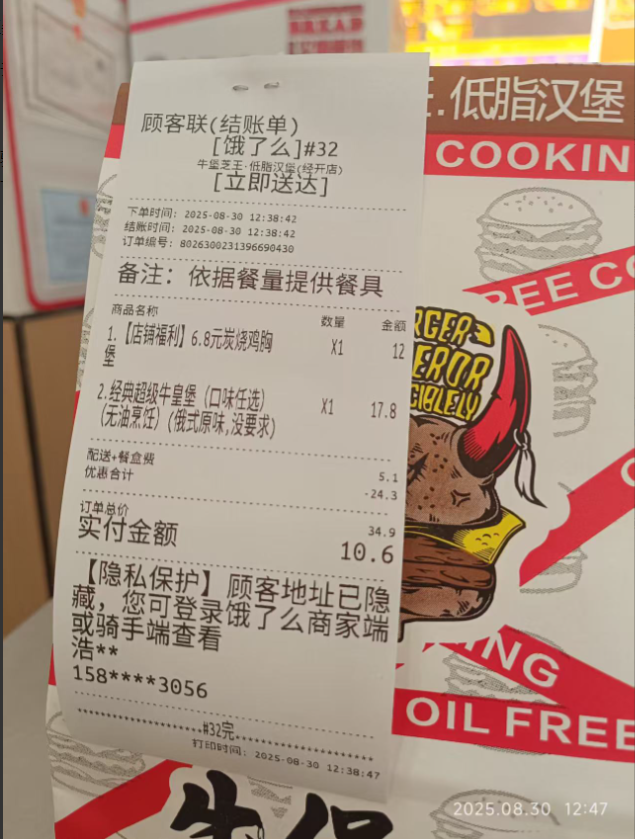 王.低脂汉堡
COOKIN
顾客联(结账单)
[饿了么]#32
牛堡芝王·低脂汉堡(经开店)
[立即送达]
下单时间: 2025-08-30 12:38:42
结账时间: 2025-08-30 12:38:42
订单编号: 8026300231396690430
备注: 依据餐量提供餐具
商品名称 数量 金额
1.【店铺福利】6.8元炭烧鸡胸 X1 12
堡
2.经典超级牛皇堡 (口味任选) X1 17.8
(无油烹饪) (俄式原味,没要求)
配送+餐盒费 5.1
优惠合计 -24.3
订单总价 34.9
实付金额 10.6
【隐私保护】 顾客地址已隐
藏, 您可登录饿了么商家端
或骑手端查看
浩**
158****3056
#32完
打印时间: 2025-08-30 12:38:47
REE CO
RGER
EROR
CIBLELY
ING
OIL FREE
牛堡
2025.08.30 12:47